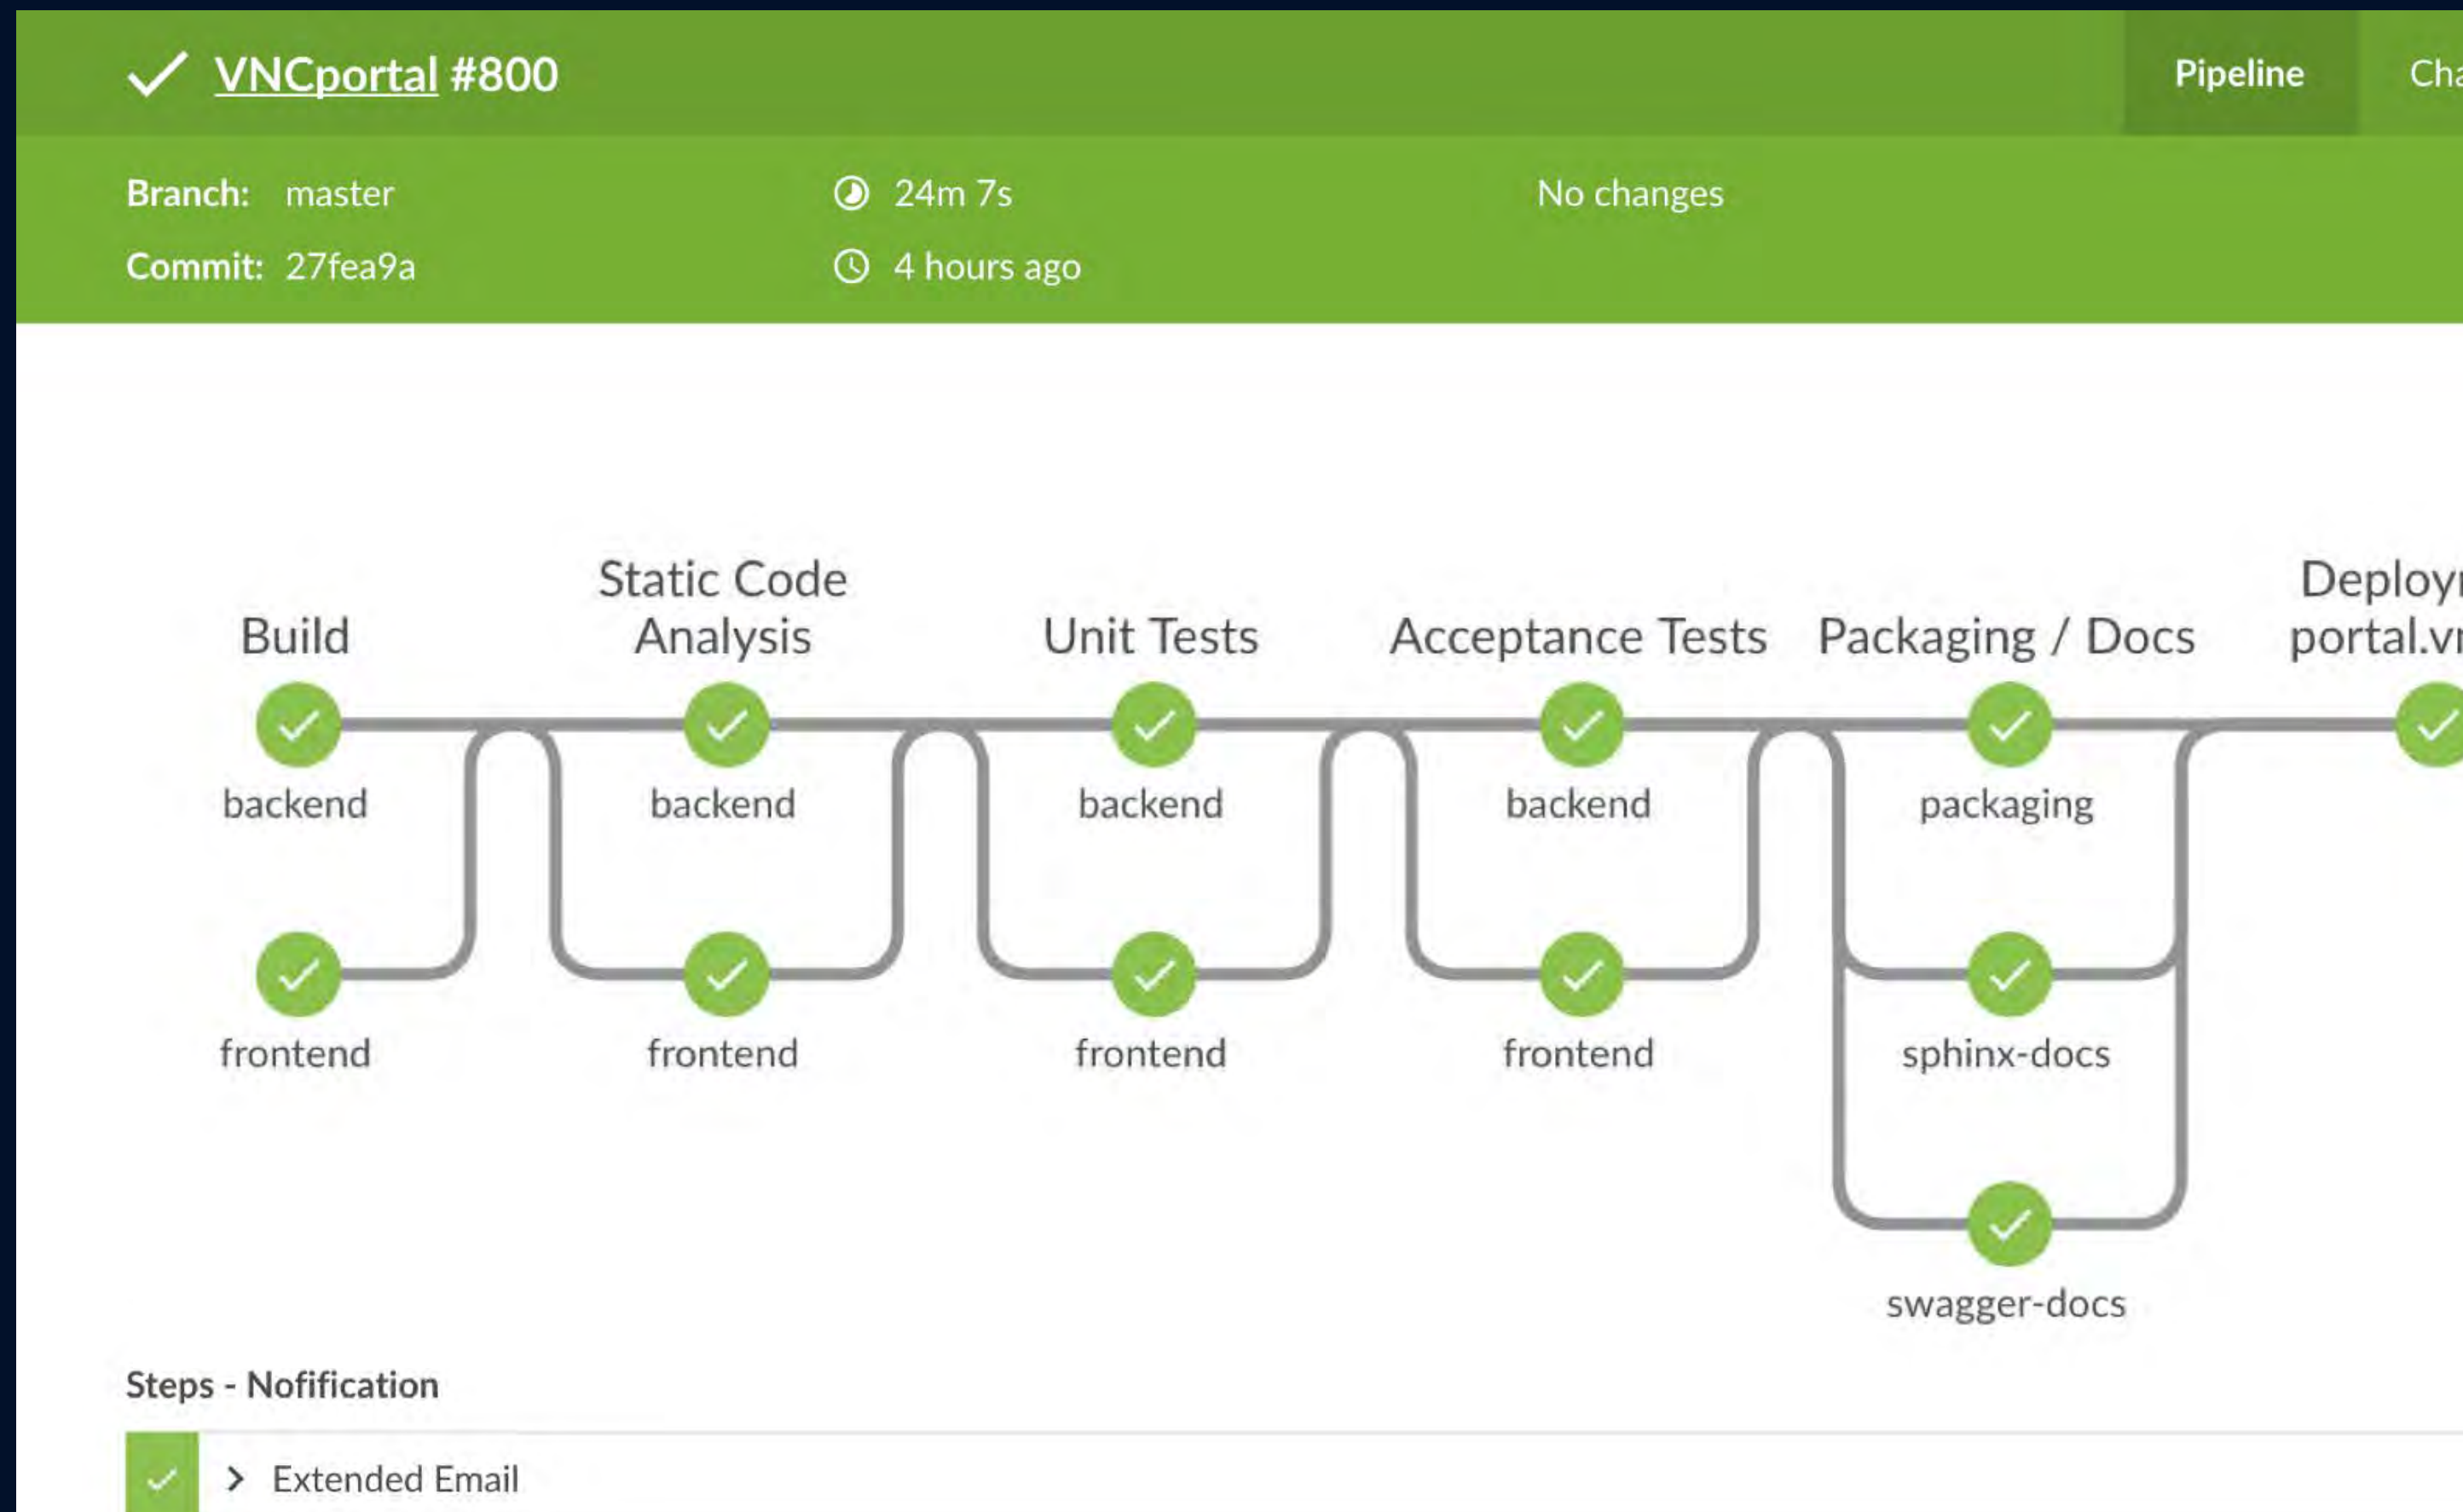 VNCportal #800
Pipeline
Branch: master
24m 7s
No changes
Commit: 27fea9a
4 hours ago
Build
Static Code
Analysis
Unit Tests
Acceptance Tests
Packaging / Docs
backend
backend
backend
backend
packaging
frontend
frontend
frontend
frontend
sphinx-docs
swagger-docs
Steps - Nofification
Extended Email